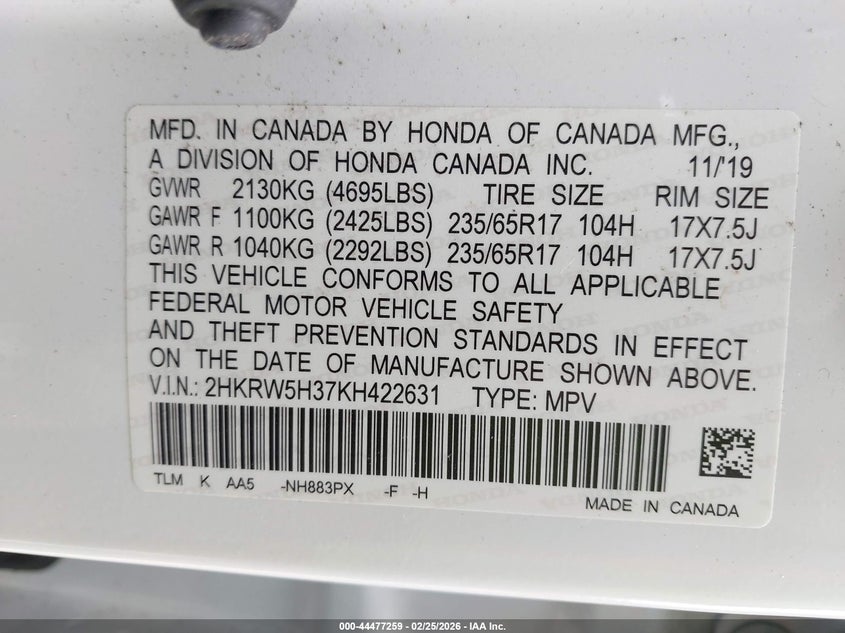 MFD. IN CANADA BY HONDA OF CANADA MFG.,
A DIVISION OF HONDA CANADA INC. 11/'19
GVWR 2130KG (4695LBS) TIRE SIZE RIM SIZE
GAWR F 1100KG (2425LBS) 235/65R17 104H 17X7.5J
GAWR R 1040KG (2292LBS) 235/65R17 104H 17X7.5J
THIS VEHICLE CONFORMS TO ALL APPLICABLE
FEDERAL MOTOR VEHICLE SAFETY
AND THEFT PREVENTION STANDARDS IN EFFECT
ON THE DATE OF MANUFACTURE SHOWN ABOVE.
V.I.N.: 2HKRW5H37KH422631 TYPE: MPV
TLM K AA5 -NH883PX -F -H
MADE IN CANADA
000-44477259 - 02/25/2026 - IAA Inc.